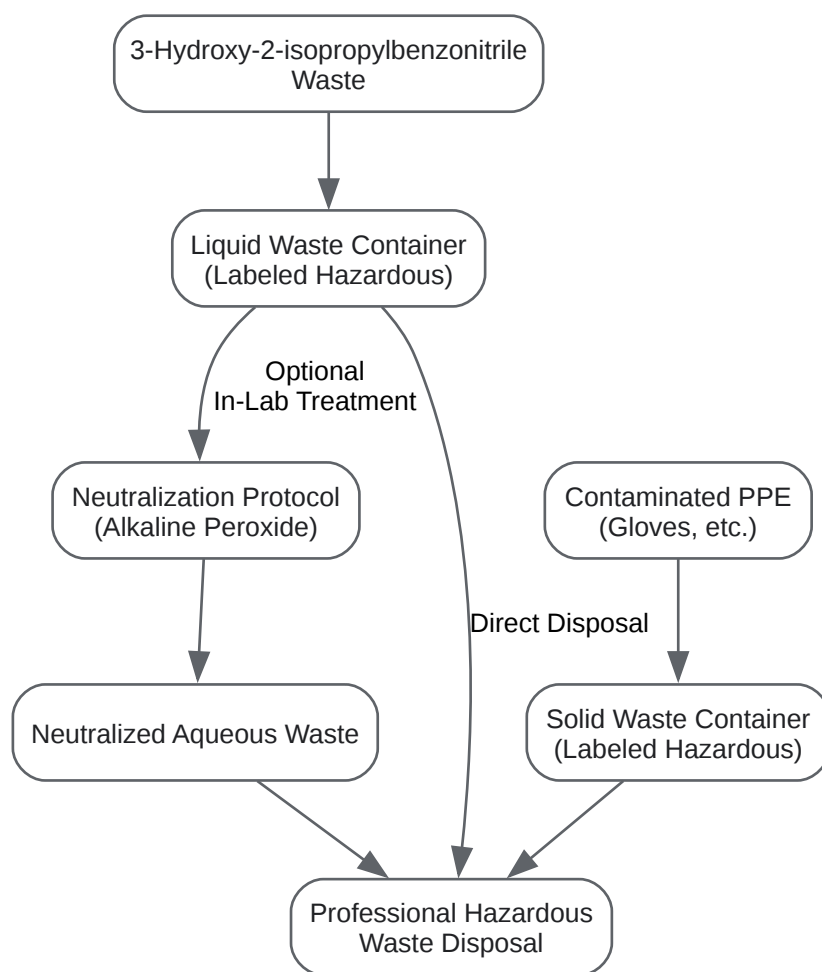 3-Hydroxy-2-isopropylbenzonitrile
Waste
Liquid Waste Container
(Labeled Hazardous)
Optional
In-Lab Treatment
Neutralization Protocol
(Alkaline Peroxide)
Contaminated PPE
(Gloves, etc.)
Direct Disposal
Neutralized Aqueous Waste
Solid Waste Container
(Labeled Hazardous)
Professional Hazardous
Waste Disposal